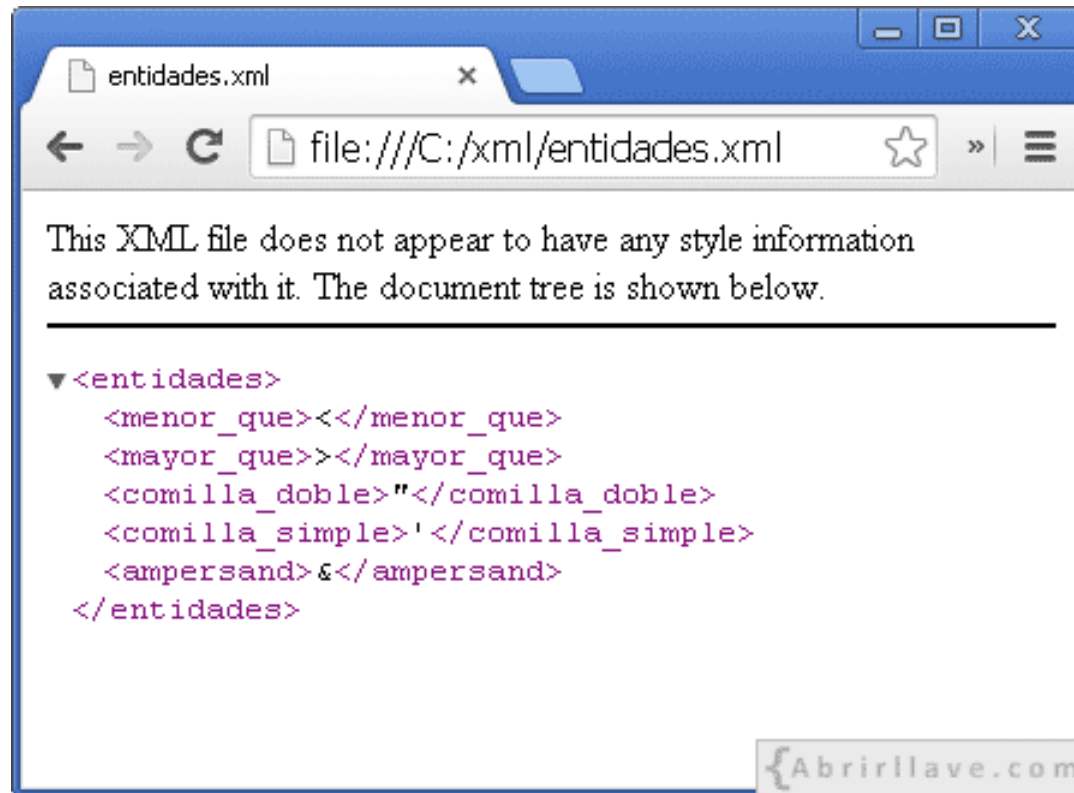 entidades.xml
file:///C:/xml/entidades.xml
This XML file does not appear to have any style information
associated with it. The document tree is shown below.
<entidades>
<menor_que><</menor_que>
<mayor_que>></mayor_que>
<comilla_doble>"</comilla_doble>
<comilla_simple>'</comilla_simple>
<ampersand>&</ampersand>
</entidades>
{Abrirllave.com